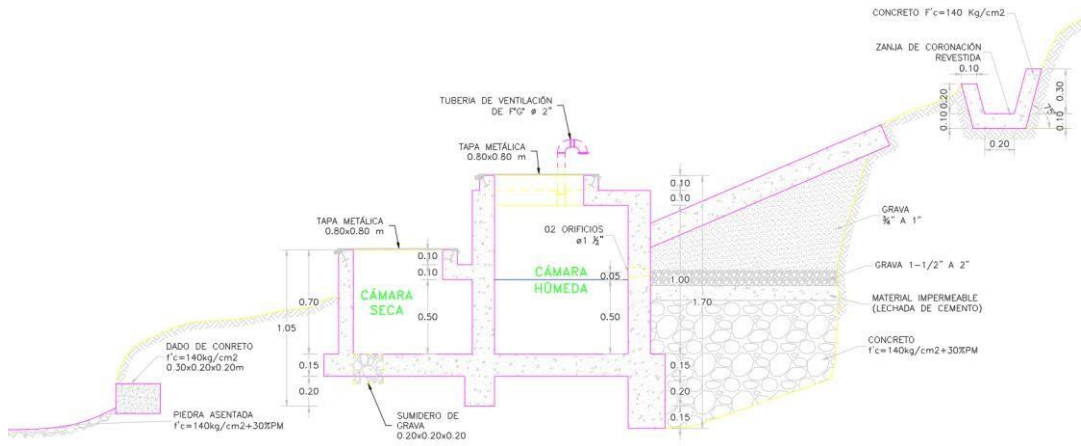 CONCRETO F'c=140 Kg/cm2
ZANJA DE CORONACIÓN
REVESTIDA
0.10
0.20
0.10
0.30
0.10
75°
0.20
TUBERIA DE VENTILACIÓN
DE F°G° ø 2"
TAPA METÁLICA
0.80x0.80 m
0.10
0.10
GRAVA
¾" A 1"
TAPA METÁLICA
0.80x0.80 m
02 ORIFICIOS
ø1 ½"
0.10
0.10
CÁMARA
HÚMEDA
0.05
1.00
GRAVA 1-1/2" A 2"
CÁMARA
SECA
0.70
1.05
0.50
0.50
1.70
MATERIAL IMPERMEABLE
(LECHADA DE CEMENTO)
DADO DE CONRETO
f'c=140kg/cm2
0.30x0.20x0.20m
CONCRETO
f'c=140kg/cm2+30%PM
0.15
0.20
0.15
0.20
0.15
PIEDRA ASENTADA
f'c=140kg/cm2+30%PM
SUMIDERO DE
GRAVA
0.20x0.20x0.20